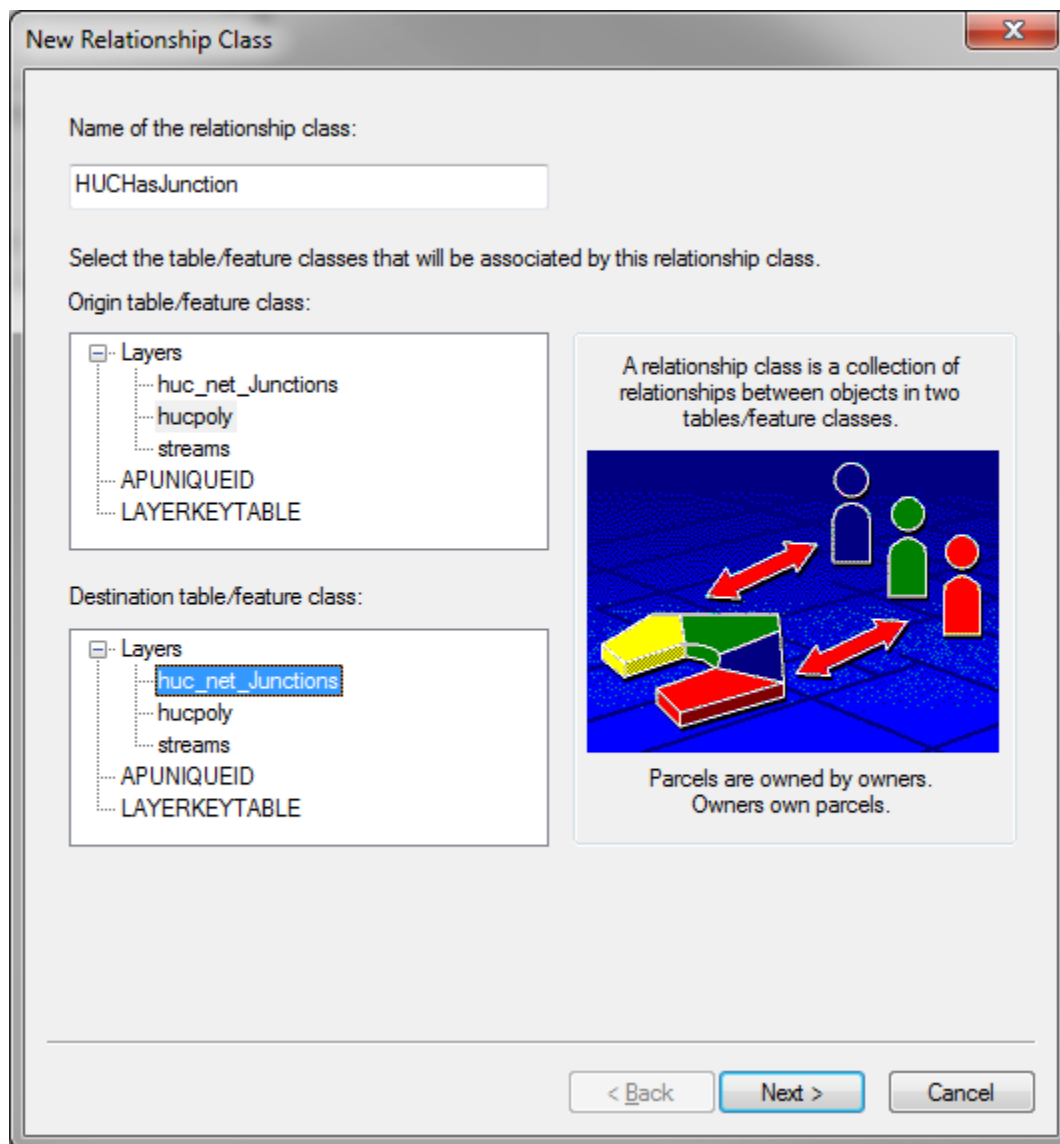 New Relationship Class
Name of the relationship class:
HUCHasJunction
Select the table/feature classes that will be associated by this relationship class.
Origin table/feature class:
Layers
huc_net_Junctions
hucpoly
streams
APUNIQUEID
LAYERKEYTABLE
A relationship class is a collection of
relationships between objects in two
tables/feature classes.
Destination table/feature class:
Layers
huc_net_Junctions
hucpoly
streams
APUNIQUEID
LAYERKEYTABLE
Parcels are owned by owners.
Owners own parcels.
< Back
Next >
Cancel